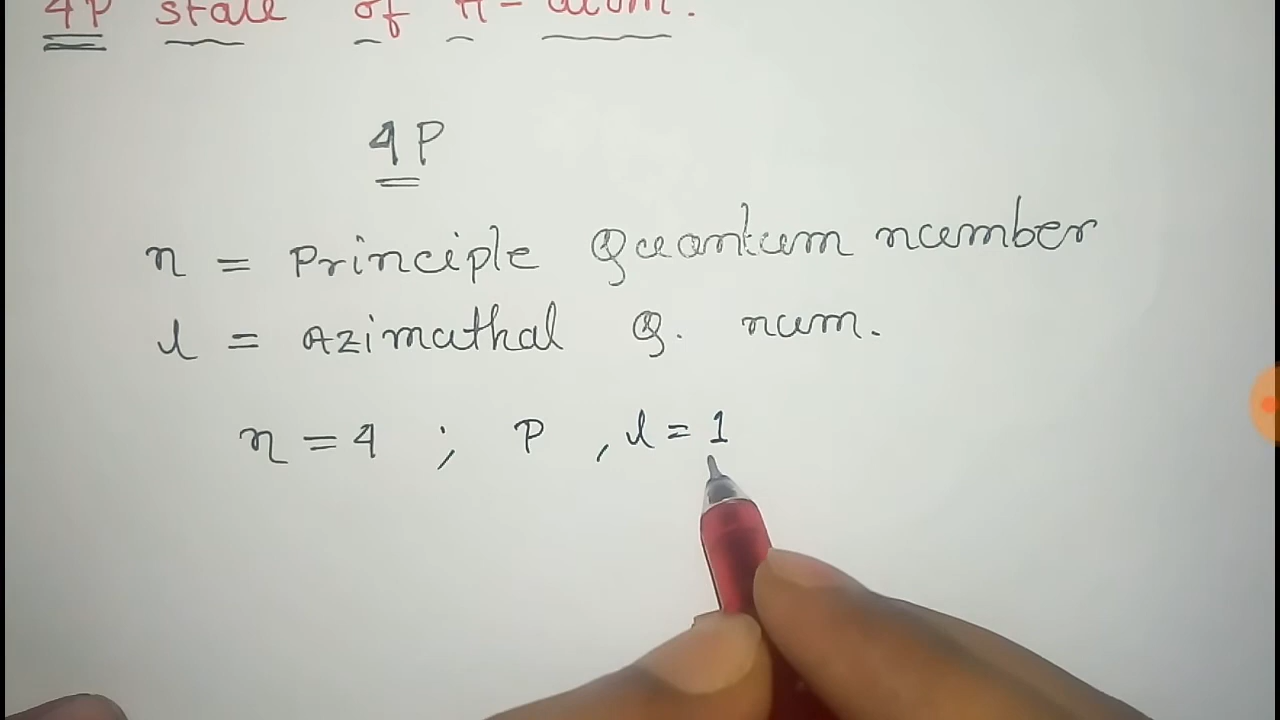 4P state of H- atom.
4P
n = Principle Quantum number
l = Azimuthal Q. num.
n = 4 ; P , l = 1